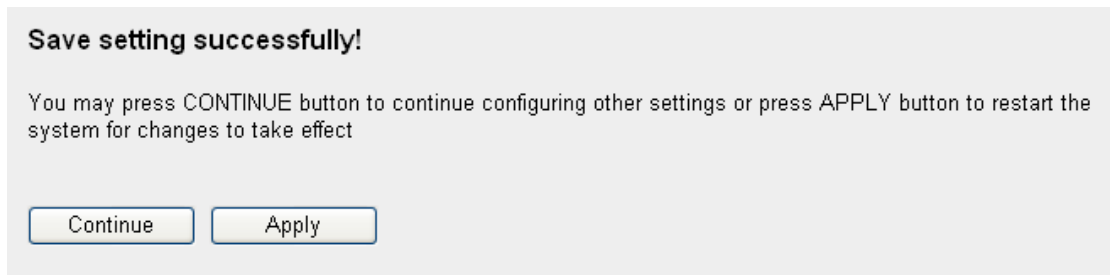 Save setting successfully!
You may press CONTINUE button to continue configuring other settings or press APPLY button to restart the
system for changes to take effect
Continue Apply